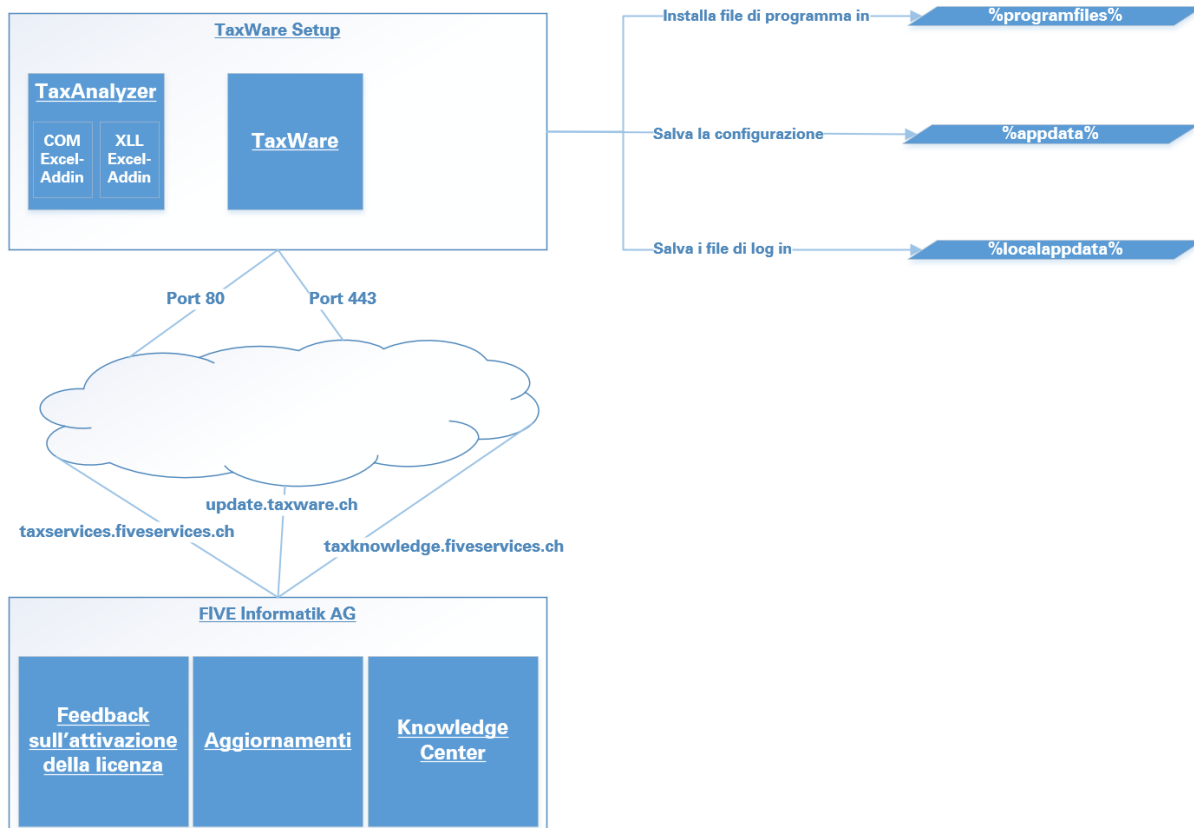 TaxWare Setup
TaxAnalyzer
COM
Excel-
Addin
XLL
Excel-
Addin
TaxWare
Installa file di programma in
%programfiles%
Salva la configurazione
%appdata%
Salva i file di log in
%localappdata%
Port 80
Port 443
update.taxware.ch
taxservices.fiveservices.ch
taxknowledge.fiveservices.ch
FIVE Informatik AG
Feedback
sull’attivazione
della licenza
Aggiornamenti
Knowledge
Center